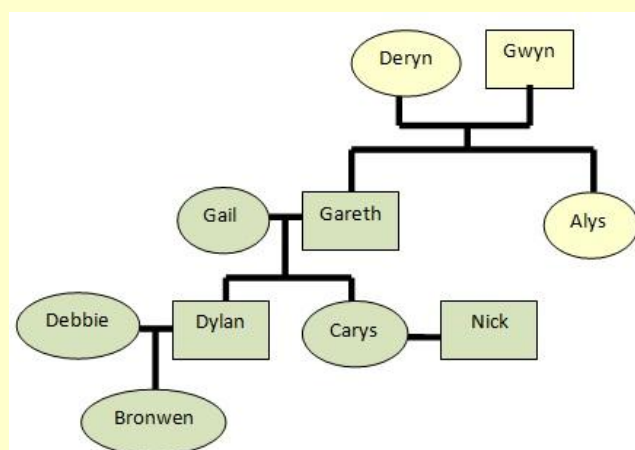 Deryn
Gwyn
Gail
Gareth
Alys
Debbie
Dylan
Carys
Nick
Bronwen